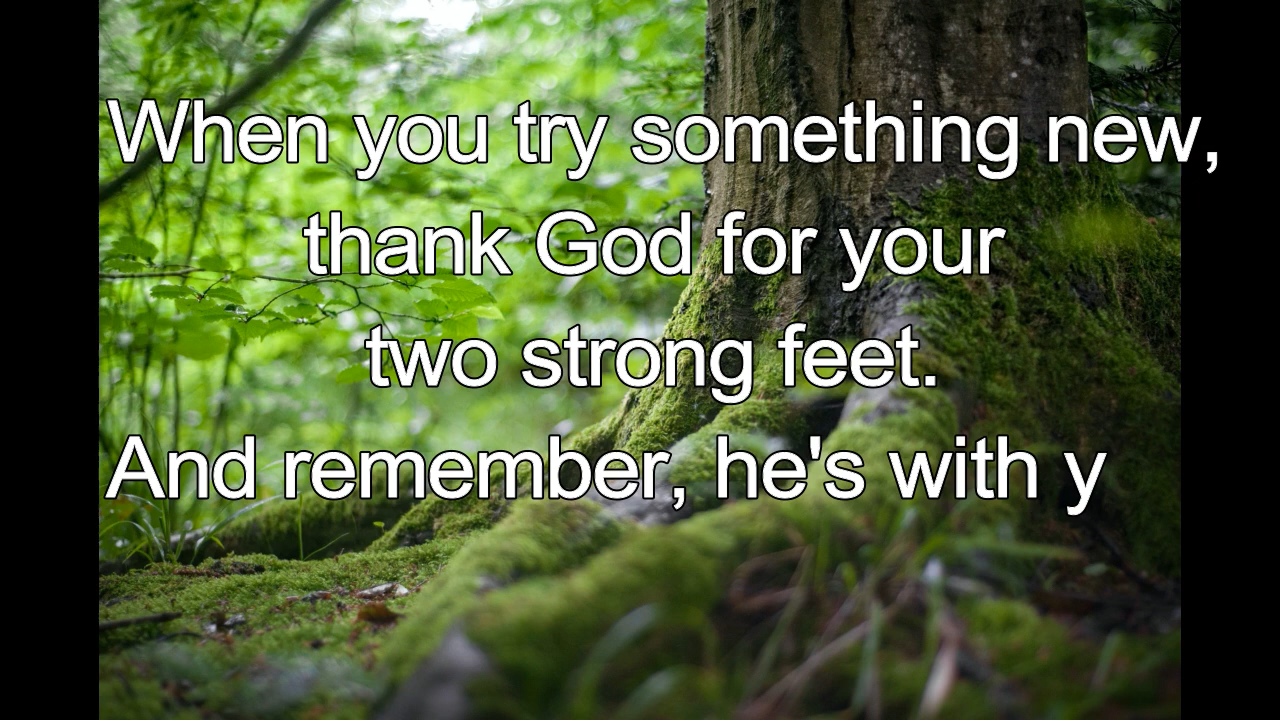 When you try something new,
thank God for your
two strong feet.
And remember, he's with y